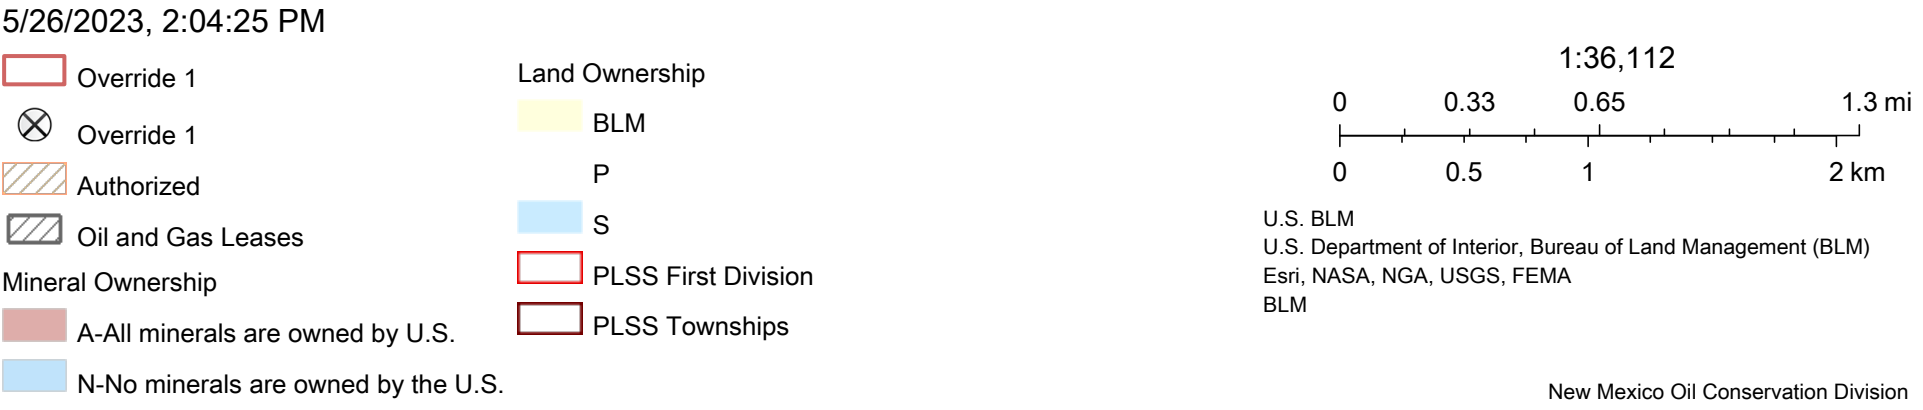 5/26/2023, 2:04:25 PM
Override 1
Override 1
Authorized
Oil and Gas Leases
Mineral Ownership
A-All minerals are owned by U.S.
N-No minerals are owned by the U.S.
Land Ownership
BLM
P
S
PLSS First Division
PLSS Townships
1:36,112
0 0.33 0.65 1.3 mi
0 0.5 1 2 km
U.S. BLM
U.S. Department of Interior, Bureau of Land Management (BLM)
Esri, NASA, NGA, USGS, FEMA
BLM
New Mexico Oil Conservation Division